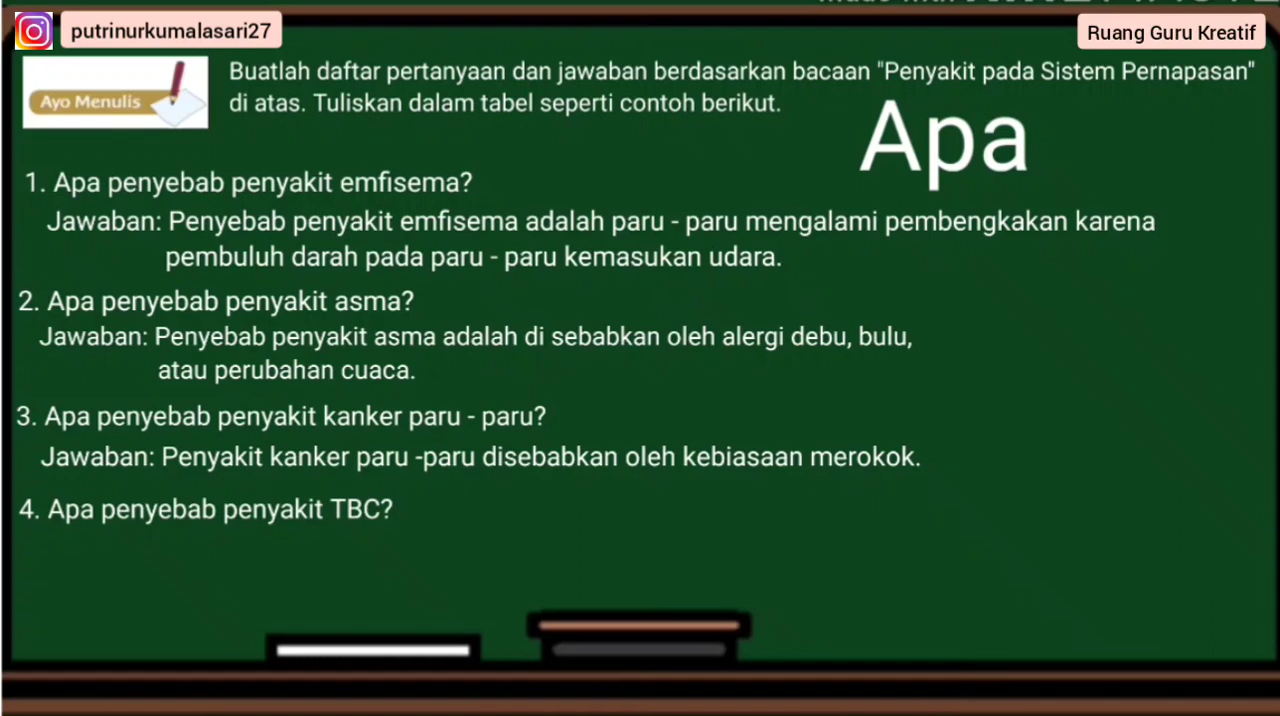 putrinurkumalasari27
Ruang Guru Kreatif
Ayo Menulis
Buatlah daftar pertanyaan dan jawaban berdasarkan bacaan "Penyakit pada Sistem Pernapasan"
di atas. Tuliskan dalam tabel seperti contoh berikut.
Apa
1. Apa penyebab penyakit emfisema?
Jawaban: Penyebab penyakit emfisema adalah paru - paru mengalami pembengkakan karena
pembuluh darah pada paru - paru kemasukan udara.
2. Apa penyebab penyakit asma?
Jawaban: Penyebab penyakit asma adalah di sebabkan oleh alergi debu, bulu,
atau perubahan cuaca.
3. Apa penyebab penyakit kanker paru - paru?
Jawaban: Penyakit kanker paru -paru disebabkan oleh kebiasaan merokok.
4. Apa penyebab penyakit TBC?